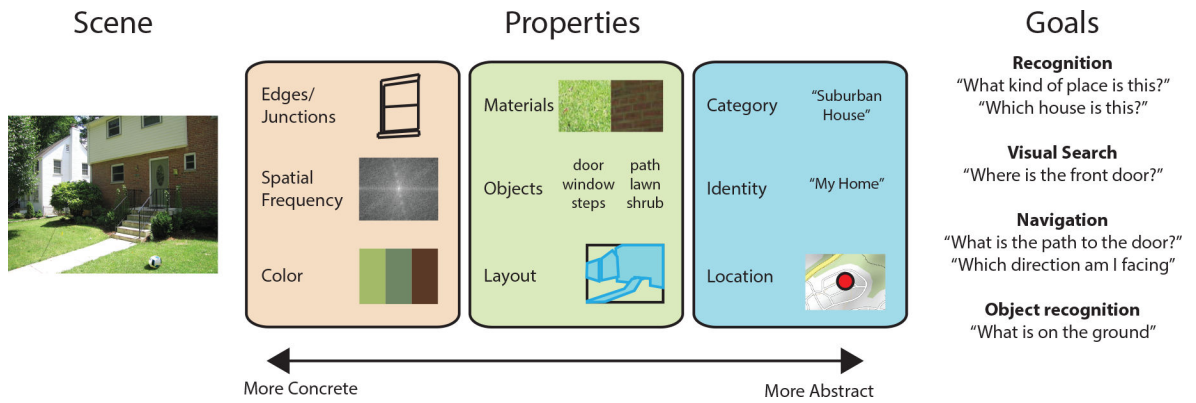 Scene
Properties
Goals
Edges/
Junctions
Spatial
Frequency
Color
Materials
Objects
door
window
steps
path
lawn
shrub
Layout
Category
“Suburban
House”
Identity
“My Home”
Location
Recognition
“What kind of place is this?”
“Which house is this?”
Visual Search
“Where is the front door?”
Navigation
“What is the path to the door?”
“Which direction am I facing”
Object recognition
“What is on the ground”
More Concrete
More Abstract